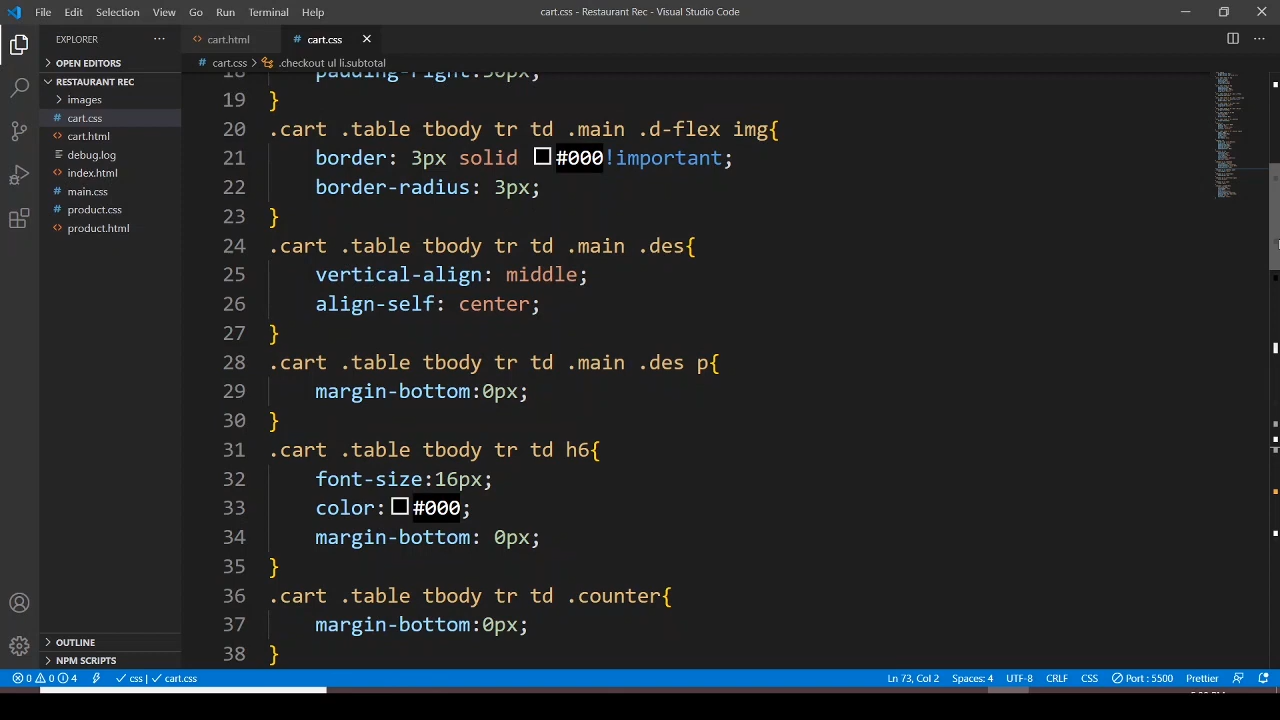 File Edit Selection View Go Run Terminal Help cart.css - Restaurant Rec - Visual Studio Code
EXPLORER
OPEN EDITORS
RESTAURANT REC
images
cart.css
cart.html
debug.log
index.html
main.css
product.css
product.html
OUTLINE
NPM SCRIPTS
cart.html cart.css
cart.css > .checkout ul li.subtotal
18 padding-right:30px;
19 }
20 .cart .table tbody tr td .main .d-flex img{
21 border: 3px solid #000!important;
22 border-radius: 3px;
23 }
24 .cart .table tbody tr td .main .des{
25 vertical-align: middle;
26 align-self: center;
27 }
28 .cart .table tbody tr td .main .des p{
29 margin-bottom:0px;
30 }
31 .cart .table tbody tr td h6{
32 font-size:16px;
33 color:#000;
34 margin-bottom: 0px;
35 }
36 .cart .table tbody tr td .counter{
37 margin-bottom:0px;
38 }
0 0 4 css | cart.css Ln 73, Col 2 Spaces: 4 UTF-8 CRLF CSS Port : 5500 Prettier